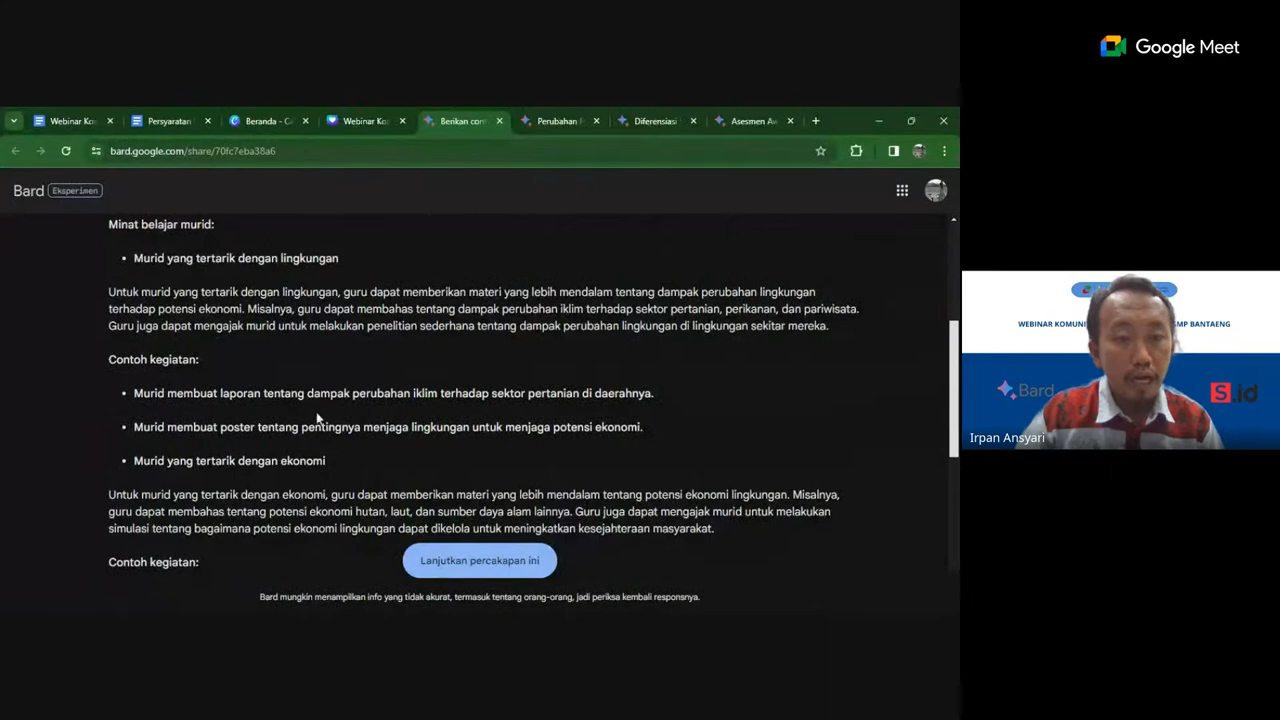 Google Meet
Webinar Ko
Persyaratan
Beranda - C
Webinar Ko
Berikan con
Perubahan
Diferensiasi
Asesmen Aw
bard.google.com/share/70fc7eba38a6
Bard Eksperimen
Minat belajar murid:
• Murid yang tertarik dengan lingkungan
Untuk murid yang tertarik dengan lingkungan, guru dapat memberikan materi yang lebih mendalam tentang dampak perubahan lingkungan
terhadap potensi ekonomi. Misalnya, guru dapat membahas tentang dampak perubahan iklim terhadap sektor pertanian, perikanan, dan pariwisata.
Guru juga dapat mengajak murid untuk melakukan penelitian sederhana tentang dampak perubahan lingkungan di lingkungan sekitar mereka.
Contoh kegiatan:
• Murid membuat laporan tentang dampak perubahan iklim terhadap sektor pertanian di daerahnya.
• Murid membuat poster tentang pentingnya menjaga lingkungan untuk menjaga potensi ekonomi.
• Murid yang tertarik dengan ekonomi
Untuk murid yang tertarik dengan ekonomi, guru dapat memberikan materi yang lebih mendalam tentang potensi ekonomi lingkungan. Misalnya,
guru dapat membahas tentang potensi ekonomi hutan, laut, dan sumber daya alam lainnya. Guru juga dapat mengajak murid untuk melakukan
simulasi tentang bagaimana potensi ekonomi lingkungan dapat dikelola untuk meningkatkan kesejahteraan masyarakat.
Contoh kegiatan:
Lanjutkan percakapan ini
Bard mungkin menampilkan info yang tidak akurat, termasuk tentang orang-orang, jadi periksa kembali responsnya.
WEBINAR KOMUNI
AMP BANTAENG
Bard
S.id
Irpan Ansyari